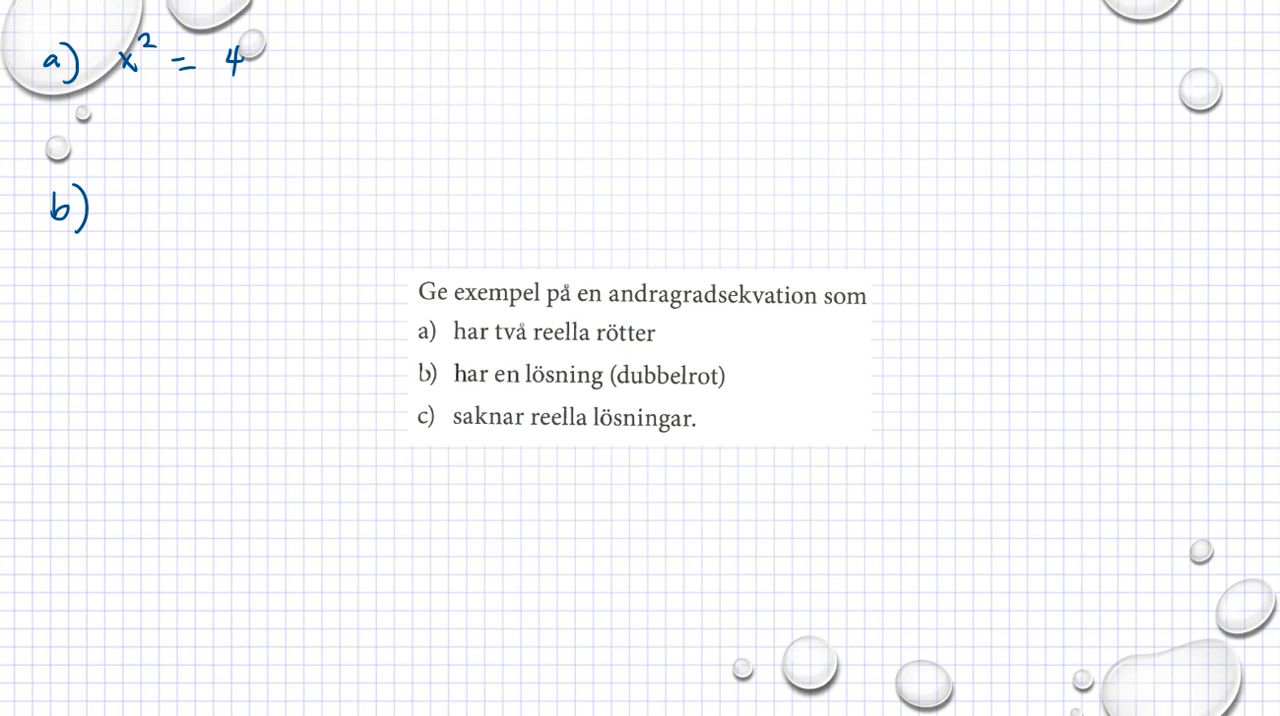 a) x² = 4
b)
Ge exempel på en andragradsekvation som
a) har två reella rötter
b) har en lösning (dubbelrot)
c) saknar reella lösningar.